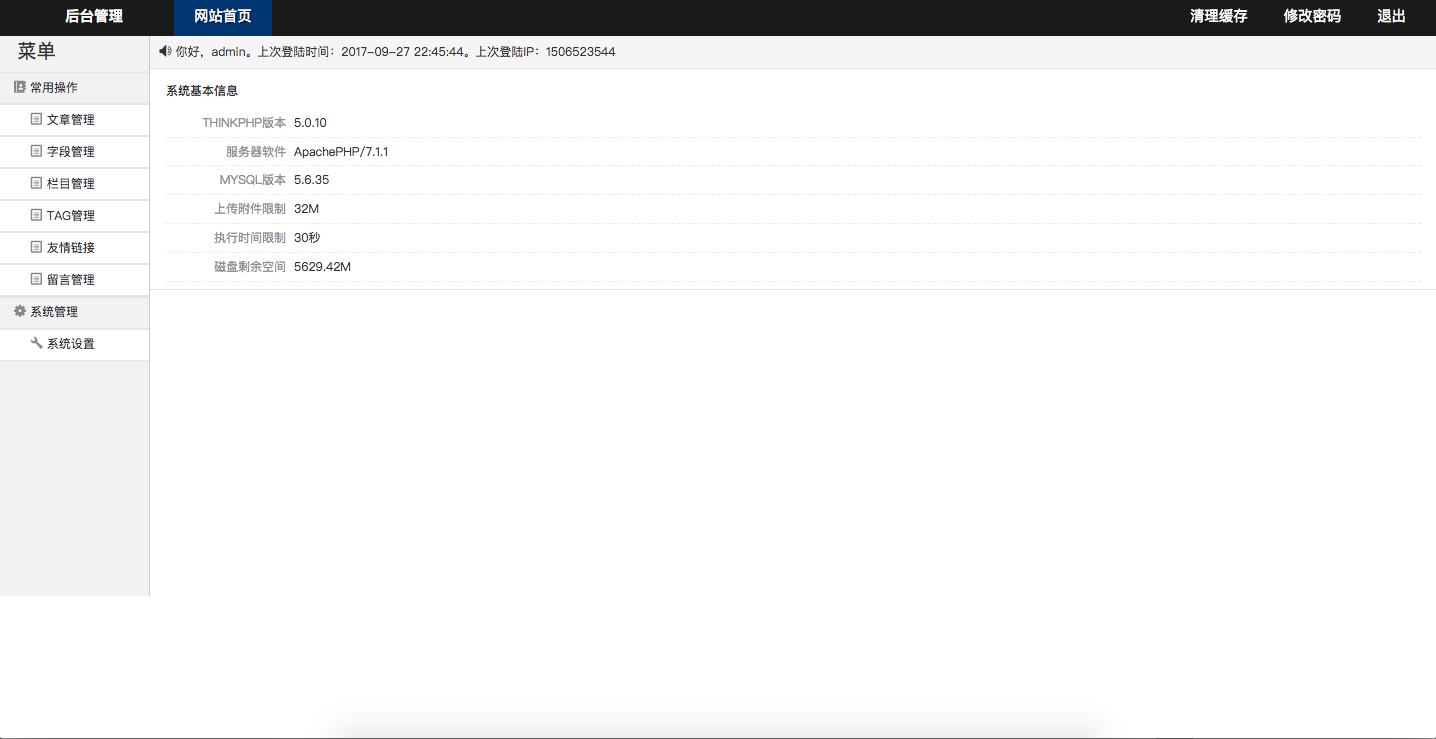 后台管理 网站首页 清理缓存 修改密码 退出
菜单
你好，admin。上次登陆时间：2017-09-27 22:45:44。上次登陆IP：1506523544
常用操作
文章管理
字段管理
栏目管理
TAG管理
友情链接
留言管理
系统管理
系统设置
系统基本信息
THINKPHP版本 5.0.10
服务器软件 ApachePHP/7.1.1
MYSQL版本 5.6.35
上传附件限制 32M
执行时间限制 30秒
磁盘剩余空间 5629.42M